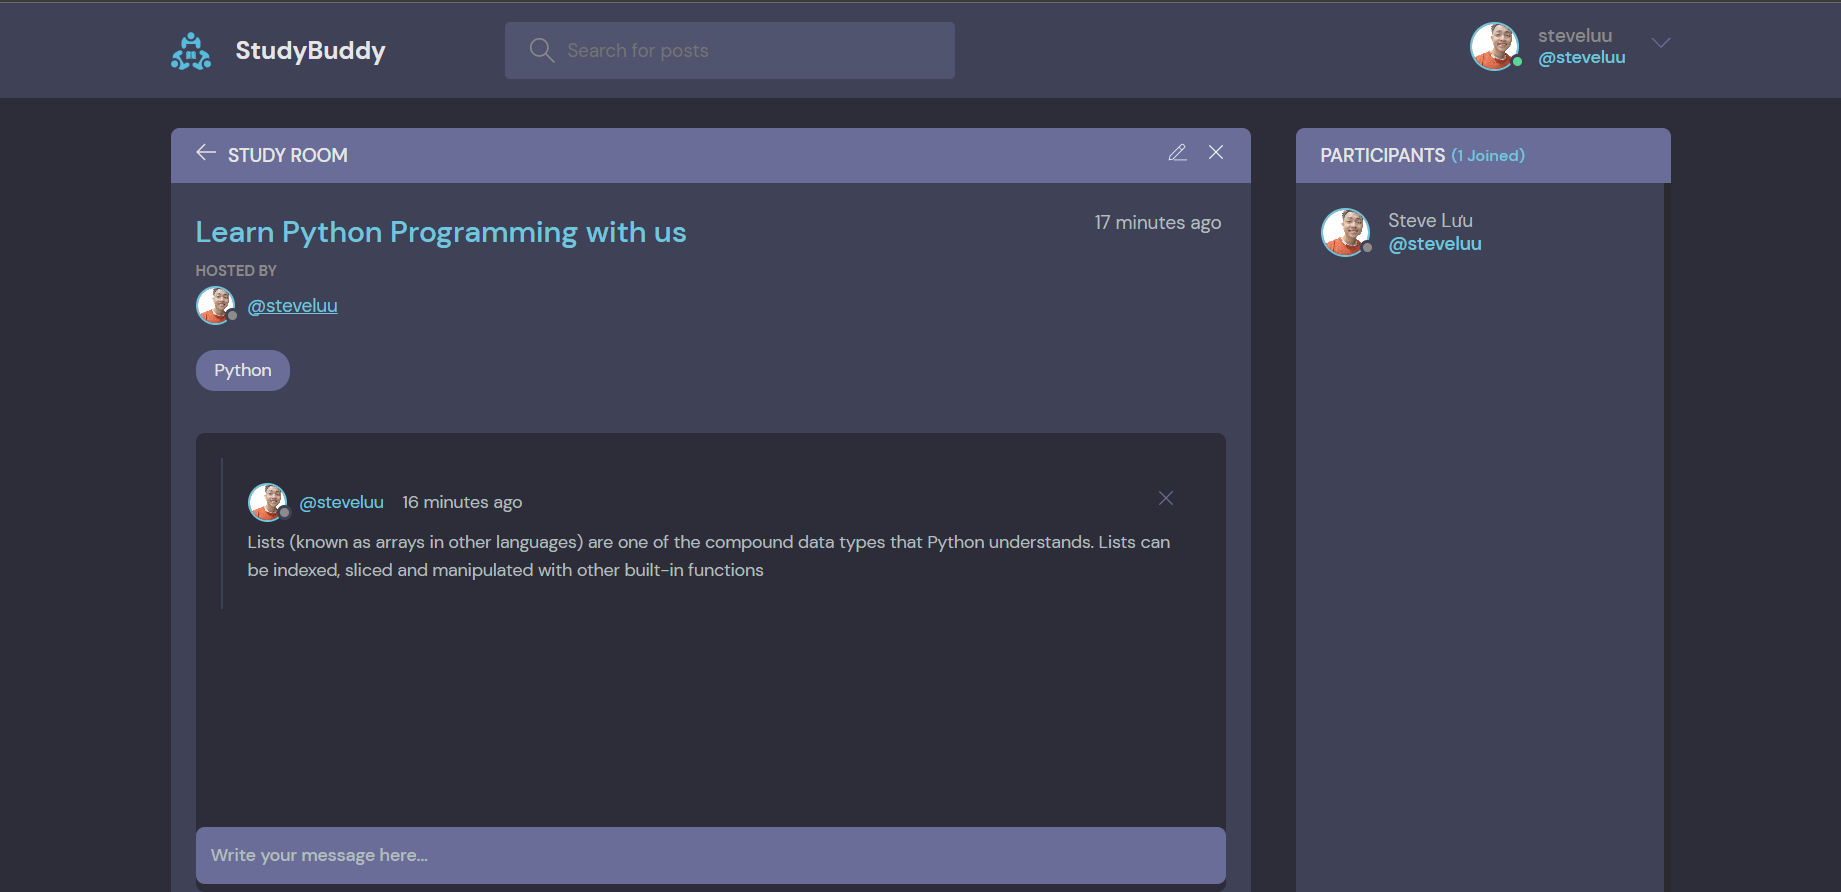 StudyBuddy
Search for posts
steveluu
@steveluu
STUDY ROOM
Learn Python Programming with us
17 minutes ago
HOSTED BY
@steveluu
Python
@steveluu 16 minutes ago
Lists (known as arrays in other languages) are one of the compound data types that Python understands. Lists can
be indexed, sliced and manipulated with other built-in functions
Write your message here...
PARTICIPANTS (1 Joined)
Steve Lưu
@steveluu